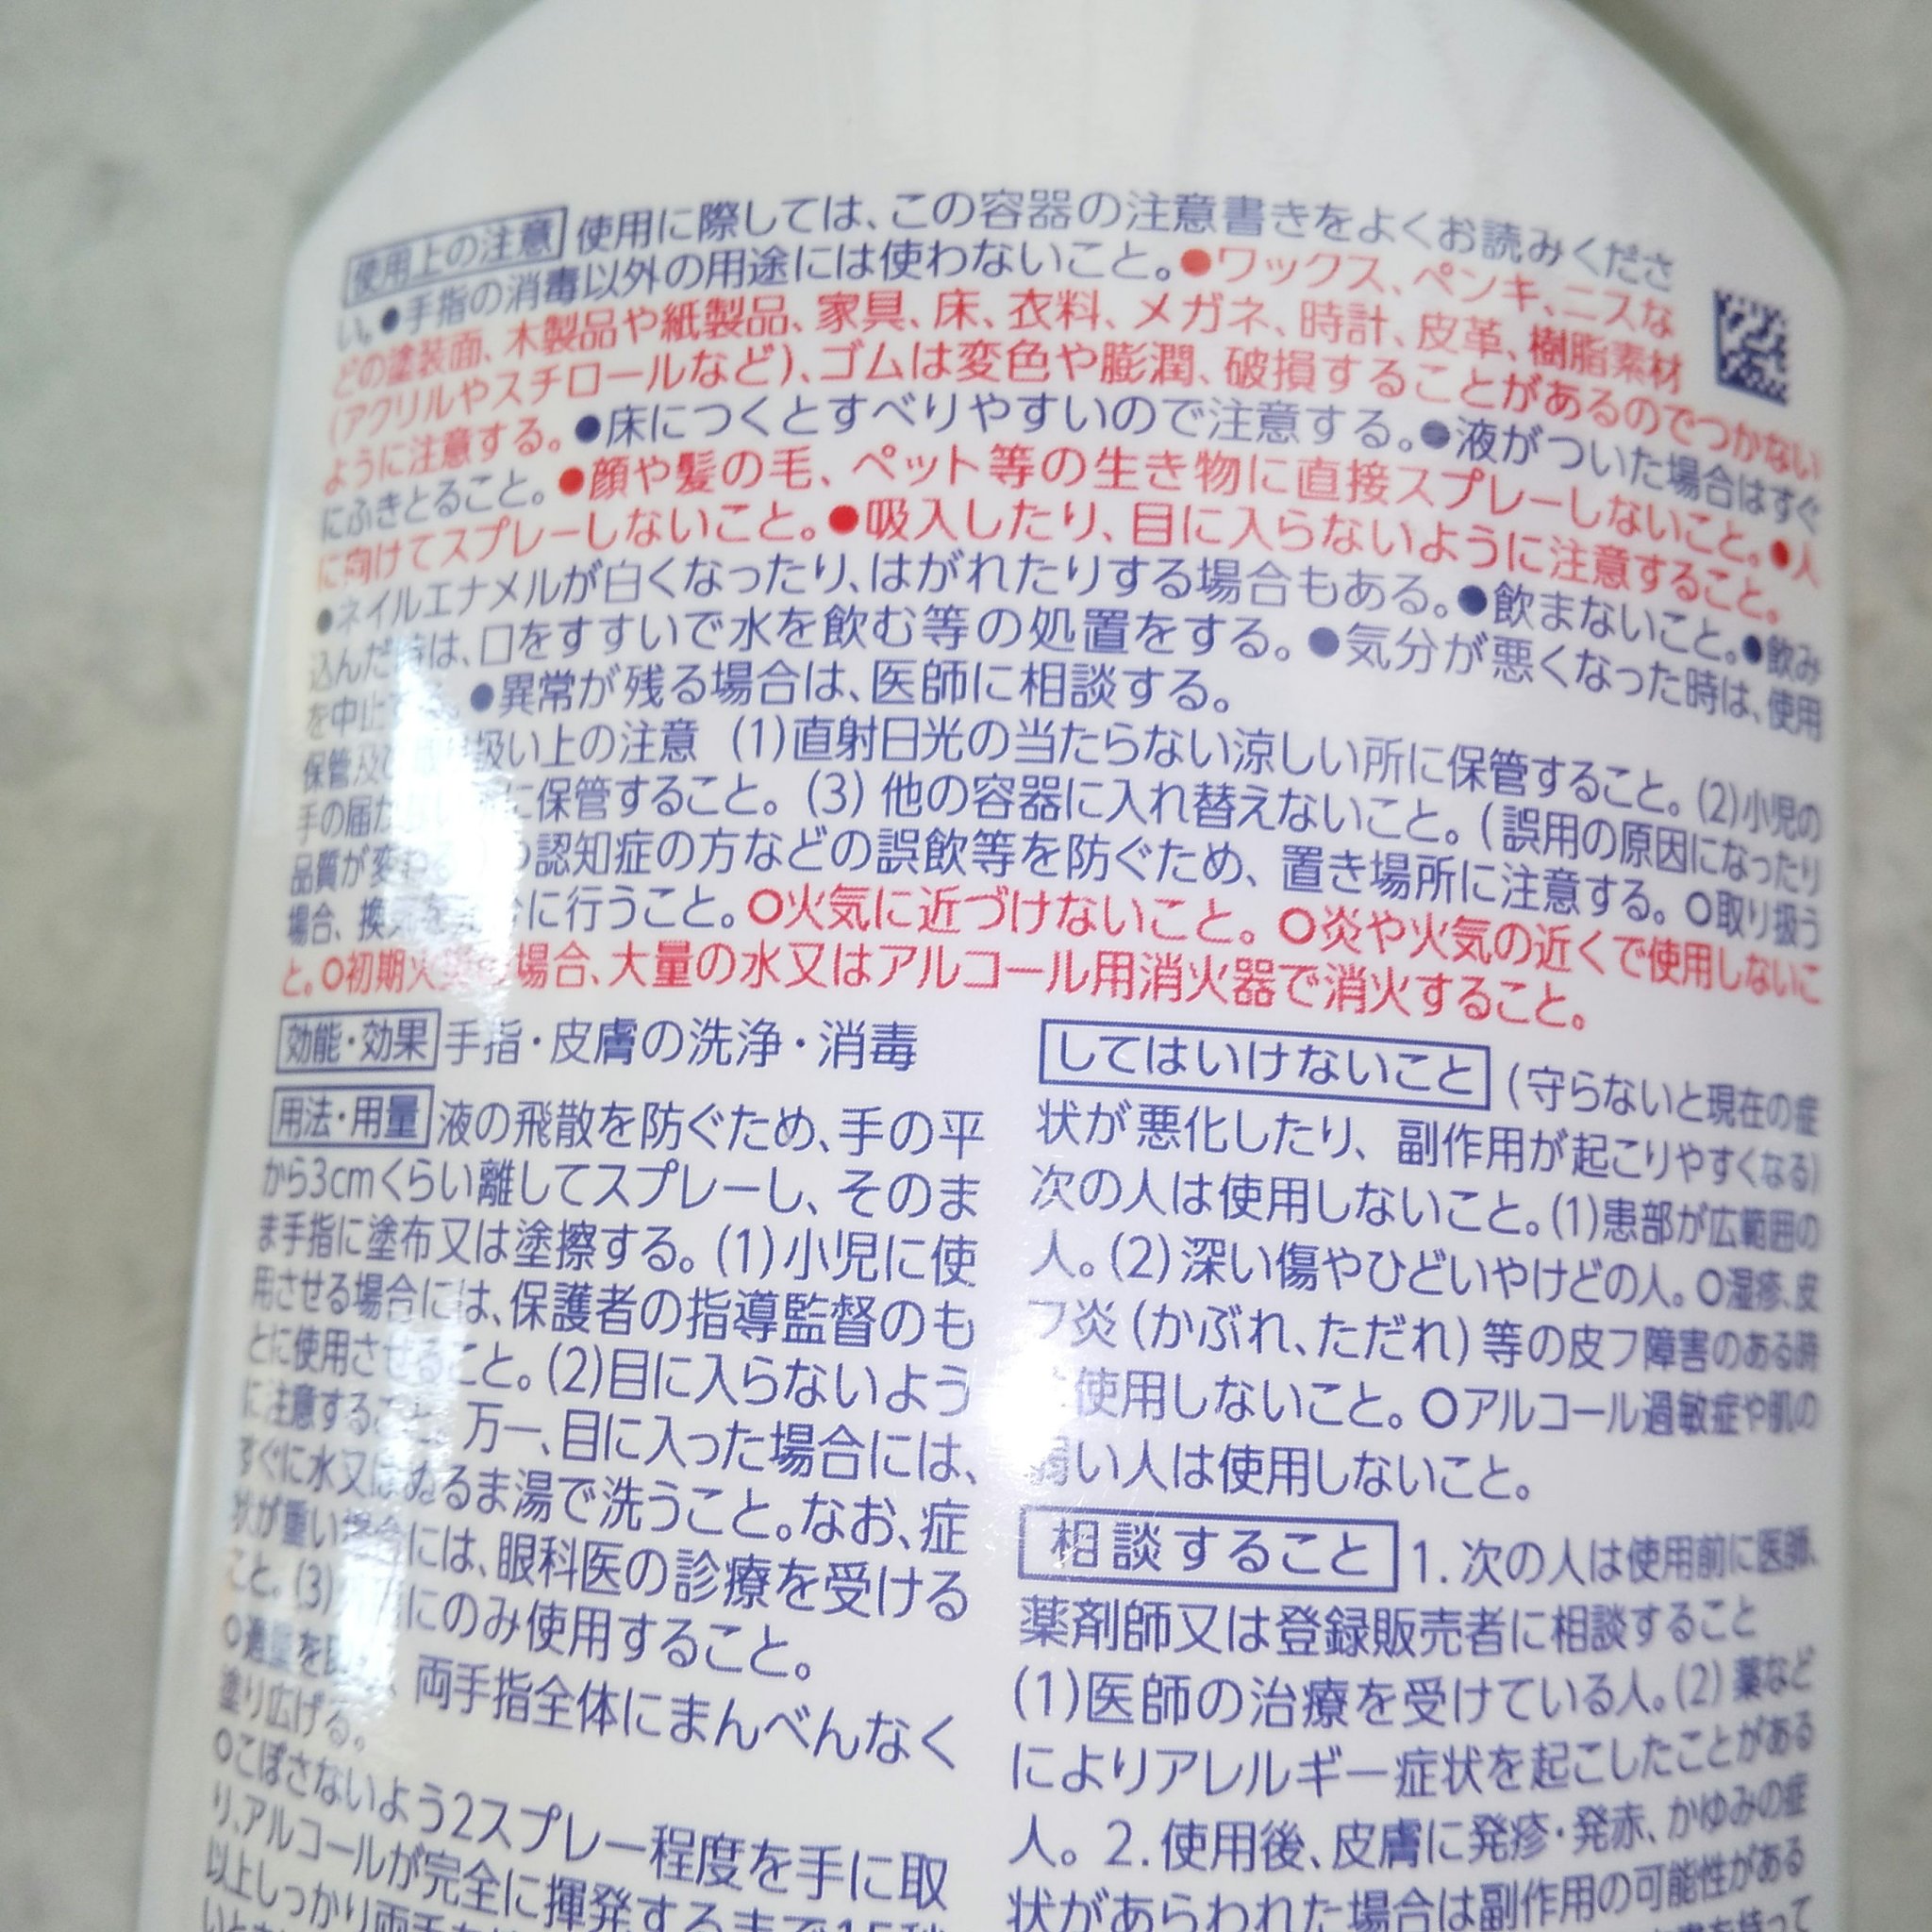 使用上の注意 使用に際しては、この容器の注意書きをよくお読みくださ
い。●手指の消毒以外の用途には使わないこと。●ワックス、ペンキ、ニスな
どの塗装面、木製品や紙製品、家具、床、衣料、メガネ、時計、皮革、樹脂素材
(アクリルやスチロールなど)、ゴムは変色や膨潤、破損することがあるのでつかない
ように注意する。●床につくとすべりやすいので注意する。●液がついた場合はすぐ
にふきとること。●顔や髪の毛、ペット等の生き物に直接スプレーしないこと。●人
に向けてスプレーしないこと。●吸入したり、目に入らないように注意すること。
●ネイルエナメルが白くなったり、はがれたりする場合もある。●飲まないこと。●飲み
込んだ時は、口をすすいで水を飲む等の処置をする。●気分が悪くなった時は、使用
を中止 ●異常が残る場合は、医師に相談する。
保管及び 扱い上の注意 (1)直射日光の当たらない涼しい所に保管すること。(2)小児の
手の届か に保管すること。(3)他の容器に入れ替えないこと。(誤用の原因になったり
品質が変 認知症の方などの誤飲等を防ぐため、置き場所に注意する。○取り扱う
場合、換気を に行うこと。○火気に近づけないこと。○炎や火気の近くで使用しないこ
と。○初期火 場合、大量の水又はアルコール用消火器で消火すること。
効能・効果 手指・皮膚の洗浄・消毒
用法・用量 液の飛散を防ぐため、手の平
から3cmくらい離してスプレーし、そのま
ま手指に塗布又は塗擦する。(1)小児に使
用させる場合には、保護者の指導監督のも
とに使用させること。(2)目に入らないよう
に注意すること。万一、目に入った場合には、
すぐに水又はぬるま湯で洗うこと。なお、症
状が重い場合には、眼科医の診療を受ける
こと。(3) にのみ使用すること。
○適量を 両手指全体にまんべんなく
塗り広げる。
○こぼさないよう2スプレー程度を手に取
り、アルコールが完全に揮発するまで15秒
以上しっかり両手を
してはいけないこと (守らないと現在の症
状が悪化したり、副作用が起こりやすくなる)
次の人は使用しないこと。(1)患部が広範囲の
人。(2)深い傷やひどいやけどの人。○湿疹、皮
フ炎(かぶれ、ただれ)等の皮フ障害のある時
使用しないこと。○アルコール過敏症や肌の
弱い人は使用しないこと。
相談すること 1.次の人は使用前に医師、
薬剤師又は登録販売者に相談すること
(1)医師の治療を受けている人。(2)薬など
によりアレルギー症状を起こしたことがある
人。2.使用後、皮膚に発疹・発赤、かゆみの症
状があらわれた場合は副作用の可能性がある